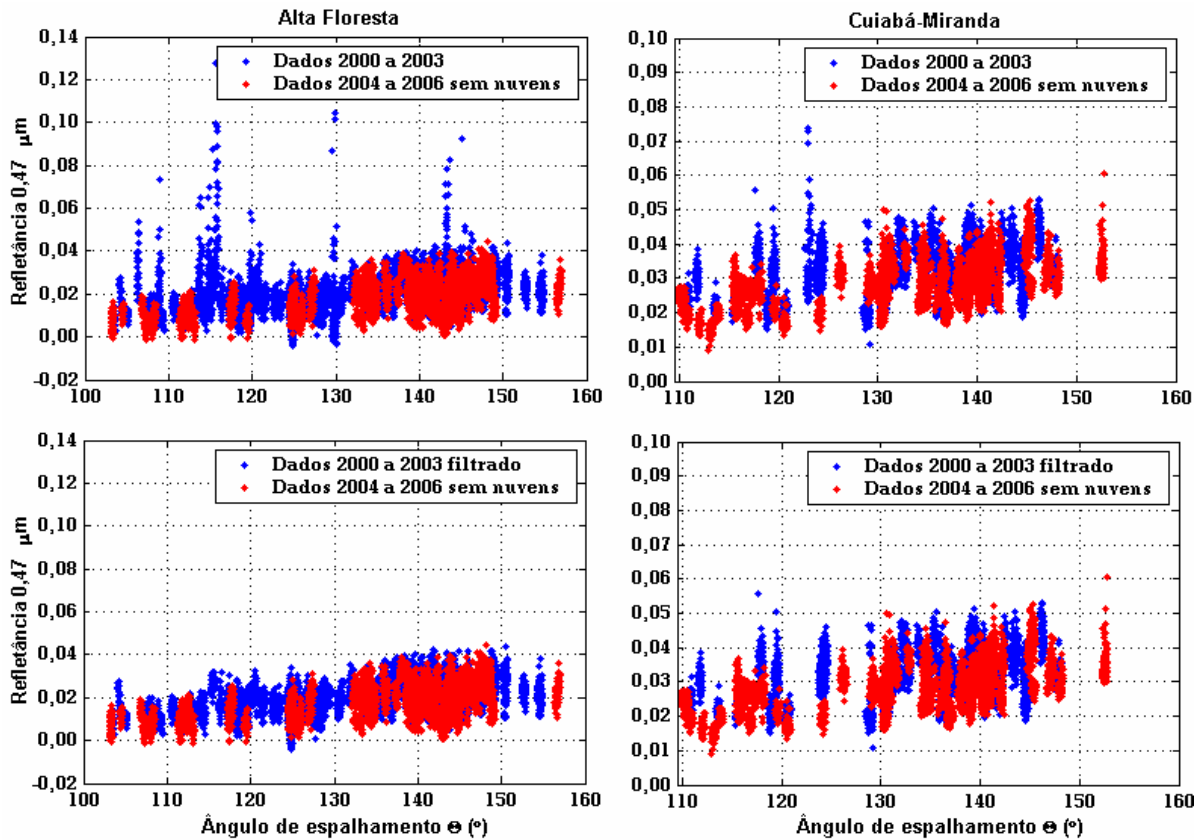 Alta Floresta
0,14
0,12
0,10
0,08
0,06
0,04
0,02
0,00
-0,02
Refletância 0,47 μm
Dados 2000 a 2003
Dados 2004 a 2006 sem nuvens
100 110 120 130 140 150 160
Cuiabá-Miranda
0,10
0,09
0,08
0,07
0,06
0,05
0,04
0,03
0,02
0,01
0,00
Dados 2000 a 2003
Dados 2004 a 2006 sem nuvens
110 120 130 140 150 160
0,14
0,12
0,10
0,08
0,06
0,04
0,02
0,00
-0,02
Refletância 0,47 μm
Dados 2000 a 2003 filtrado
Dados 2004 a 2006 sem nuvens
100 110 120 130 140 150 160
Ângulo de espalhamento Θ (º)
0,10
0,09
0,08
0,07
0,06
0,05
0,04
0,03
0,02
0,01
0,00
Dados 2000 a 2003 filtrado
Dados 2004 a 2006 sem nuvens
110 120 130 140 150 160
Ângulo de espalhamento Θ (º)